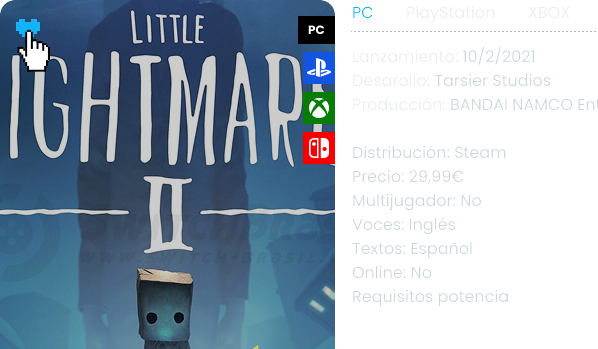 LITTLE
IGHTMAR
II
PC
PC PlayStation XBOX
Lanzamiento: 10/2/2021
Desarollo: Tarsier Studios
Producción: BANDAI NAMCO Ent
Distribución: Steam
Precio: 29,99€
Multijugador: No
Voces: Inglés
Textos: Español
Online: No
Requisitos potencia